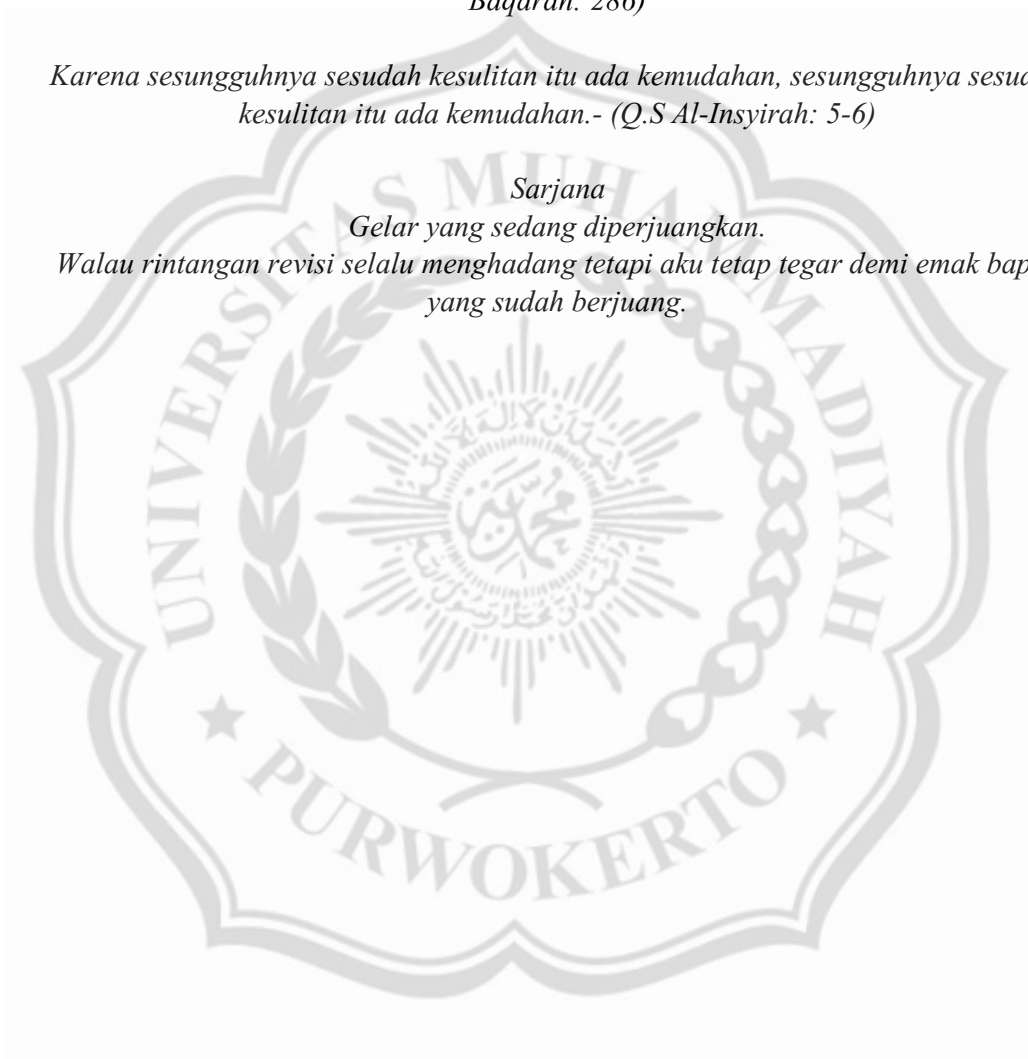 Baqarah: 286)
Karena sesungguhnya sesudah kesulitan itu ada kemudahan, sesungguhnya sesud
kesulitan itu ada kemudahan.- (Q.S Al-Insyirah: 5-6)
Sarjana
Gelar yang sedang diperjuangkan.
Walau rintangan revisi selalu menghadang tetapi aku tetap tegar demi emak bap
yang sudah berjuang.
UNIVERSITAS MUHAMMADIYAH
PURWOKERTO